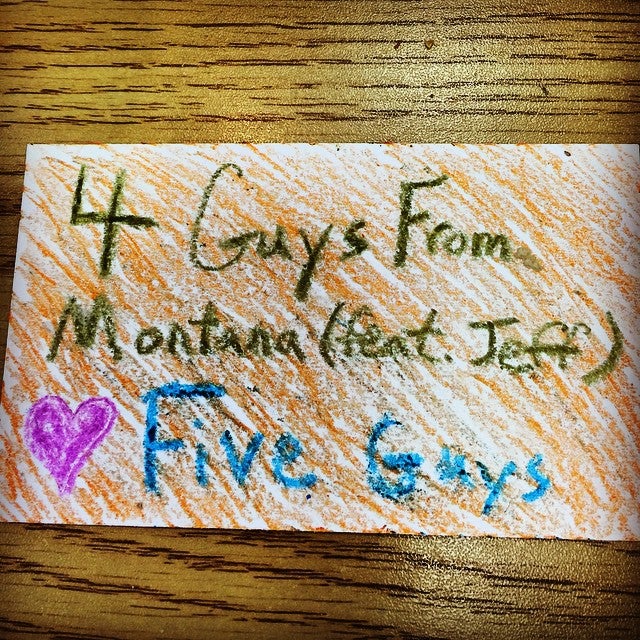 4 Guys From
Montana (feat. Jeff)
Five Guys